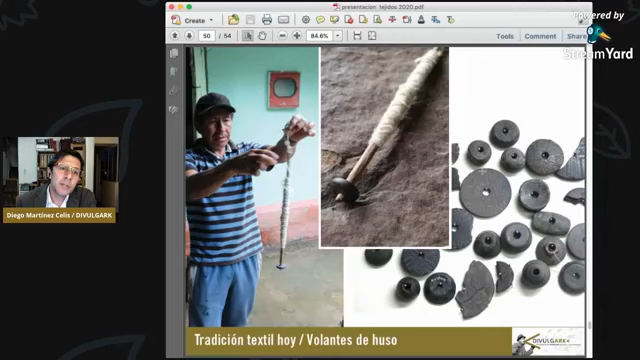 presentacion tejidos 2020.pdf
Create
50 / 54
84.6%
Tools
Comment
Share
Powered by
StreamYard
Diego Martínez Celis / DIVULGARK
Tradición textil hoy / Volantes de huso
DIVULGARK